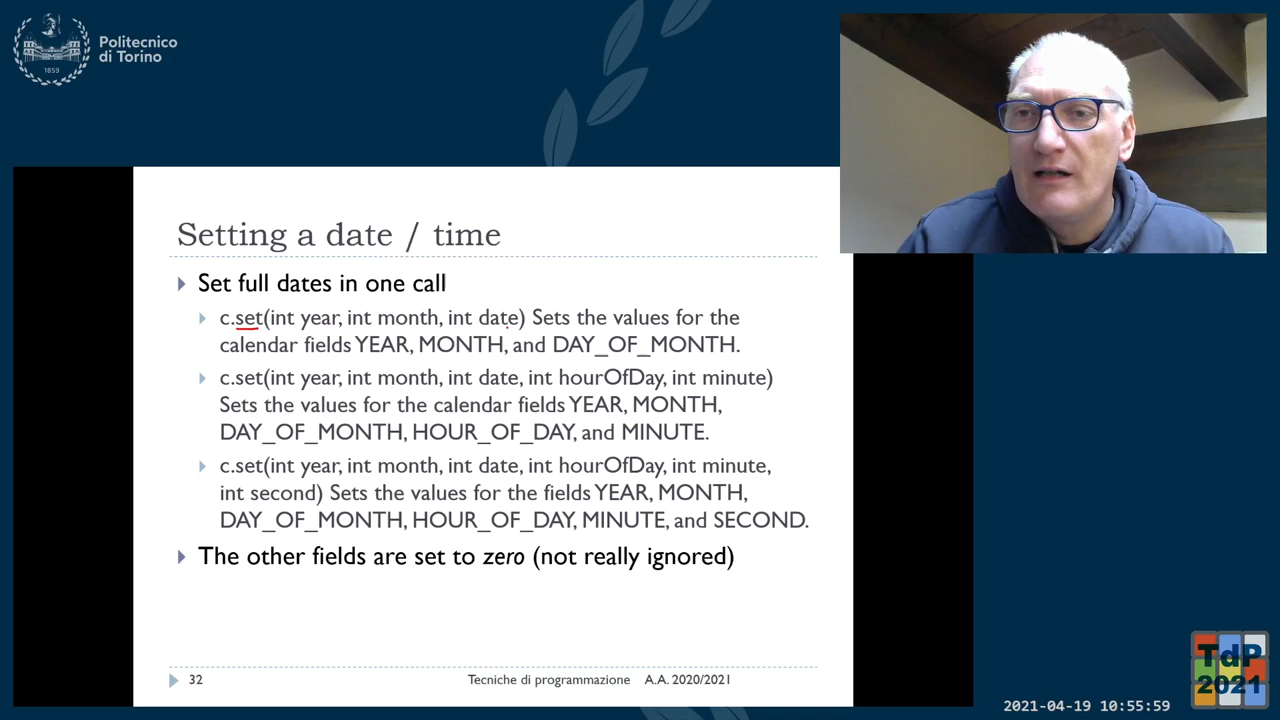 Politecnico
di Torino
1859
Setting a date / time
Set full dates in one call
c.set(int year, int month, int date) Sets the values for the
calendar fields YEAR, MONTH, and DAY_OF_MONTH.
c.set(int year, int month, int date, int hourOfDay, int minute)
Sets the values for the calendar fields YEAR, MONTH,
DAY_OF_MONTH, HOUR_OF_DAY, and MINUTE.
c.set(int year, int month, int date, int hourOfDay, int minute,
int second) Sets the values for the fields YEAR, MONTH,
DAY_OF_MONTH, HOUR_OF_DAY, MINUTE, and SECOND.
The other fields are set to zero (not really ignored)
32
Tecniche di programmazione A.A. 2020/2021
TdP
2021
2021-04-19 10:55:59